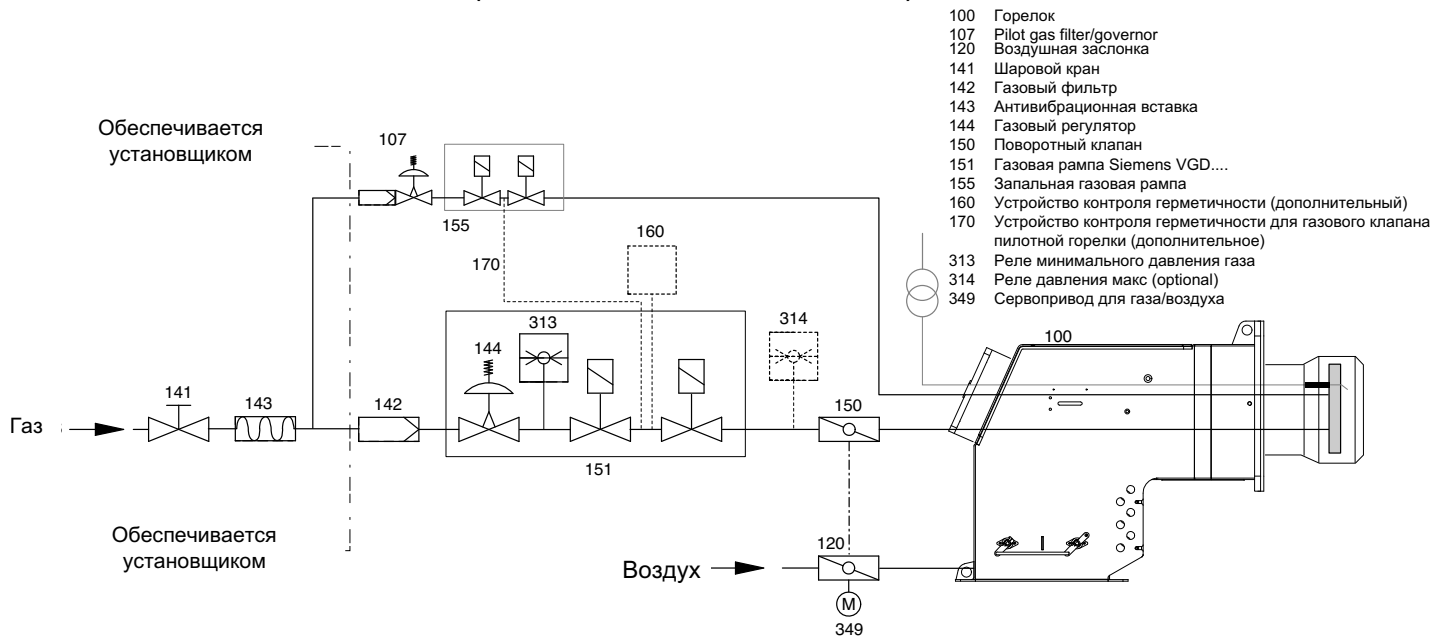 100 Горелок
107 Pilot gas filter/governor
120 Воздушная заслонка
141 Шаровой кран
142 Газовый фильтр
143 Антивибрационная вставка
144 Газовый регулятор
150 Поворотный клапан
151 Газовая рампа Siemens VGD....
155 Запальная газовая рампа
160 Устройство контроля герметичности (дополнительный)
170 Устройство контроля герметичности для газового клапана
пилотной горелки (дополнительное)
313 Реле минимального давления газа
314 Реле давления макс (optional)
349 Сервопривод для газа/воздуха
Обеспечивается
установщиком
107
155
160
170
313
314
144
100
141
143
142
150
Газ
151
Обеспечивается
установщиком
120
Воздух
M
349